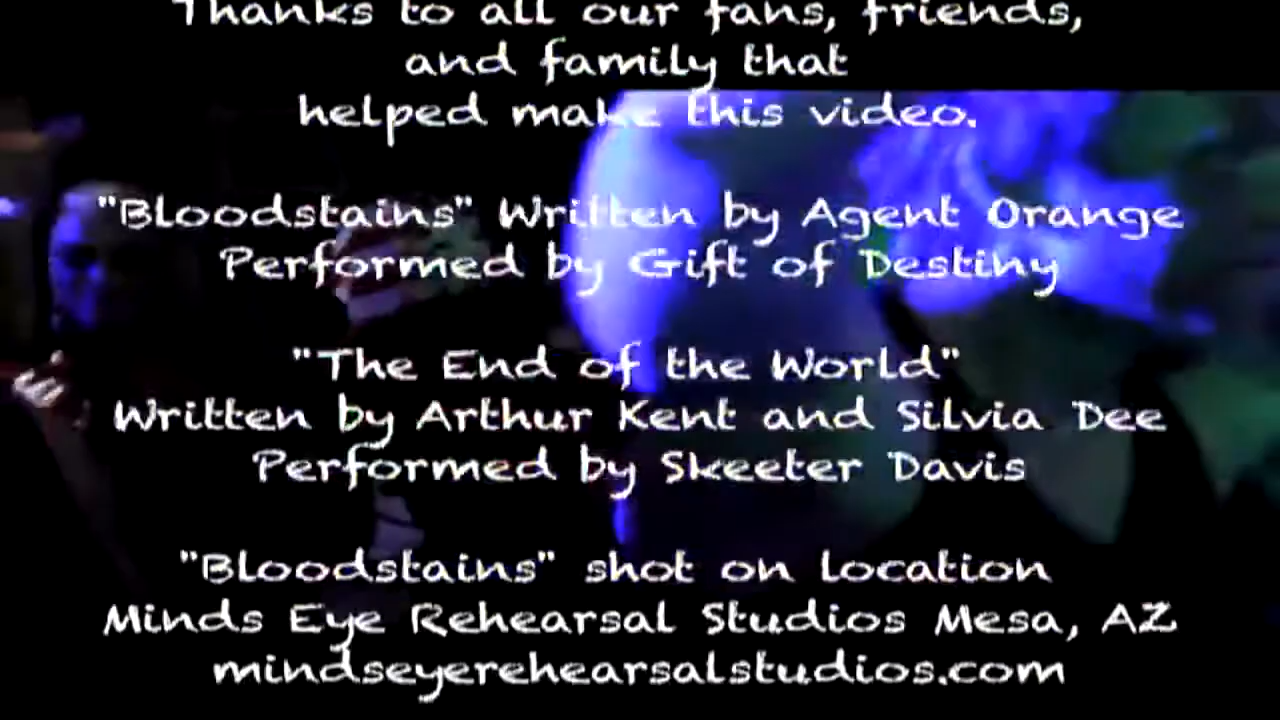 Thanks to all our fans, friends,
and family that
helped make this video.
"Bloodstains" Written by Agent Orange
Performed by Gift of Destiny
"The End of the World"
Written by Arthur Kent and Silvia Dee
Performed by Skeeter Davis
"Bloodstains" shot on location
Minds Eye Rehearsal Studios Mesa, AZ
mindseyerehearsalstudios.com